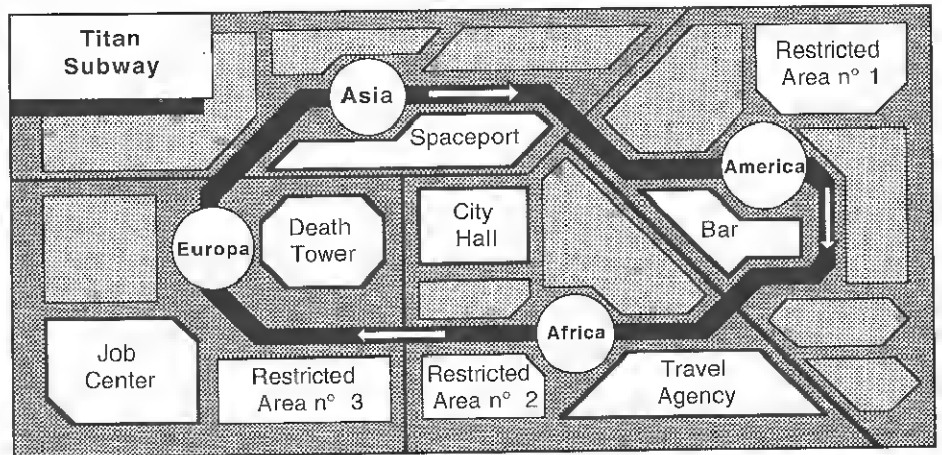 Titan
Subway
Restricted
Area n° 1
Asia
Spaceport
America
City
Hall
Bar
Death
Tower
Europa
Africa
Job
Center
Restricted
Area n° 3
Restricted
Area n° 2
Travel
Agency